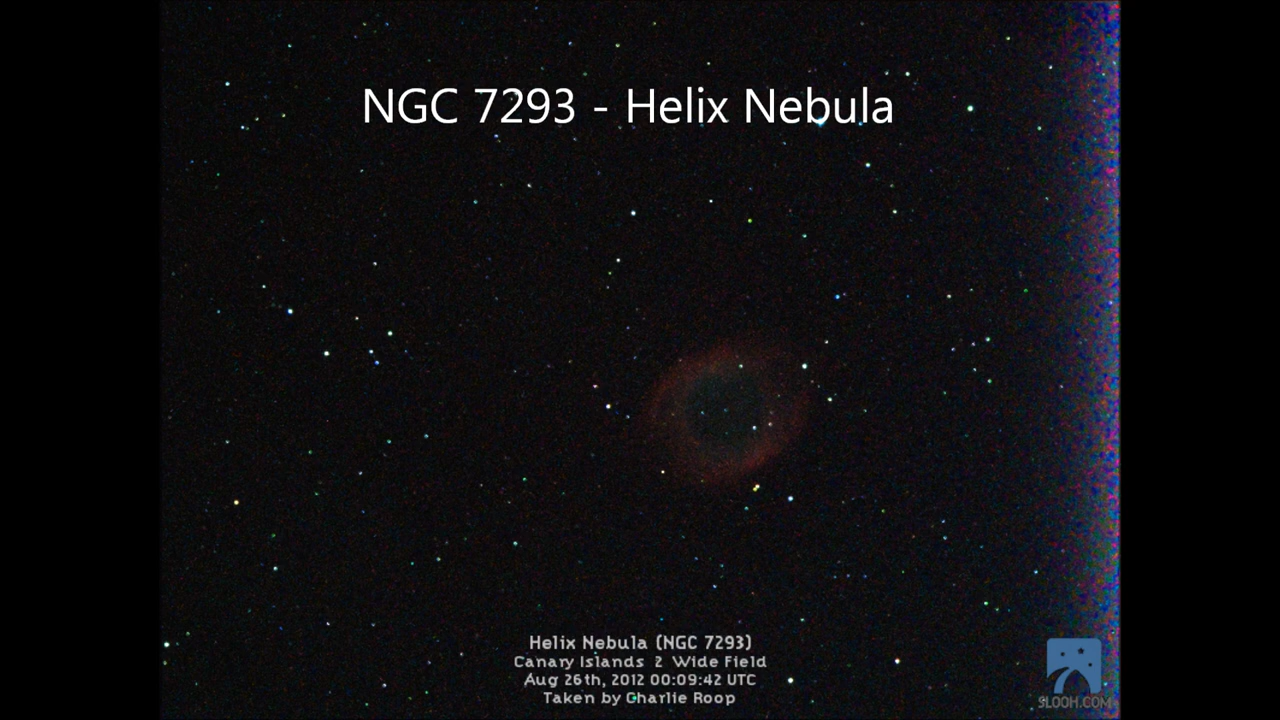 NGC 7293 - Helix Nebula
Helix Nebula (NGC 7293)
Canary Islands 2 Wide Field
Aug 26th, 2012 00:09:42 UTC
Taken by Charlie Roop
SLOOH.COM